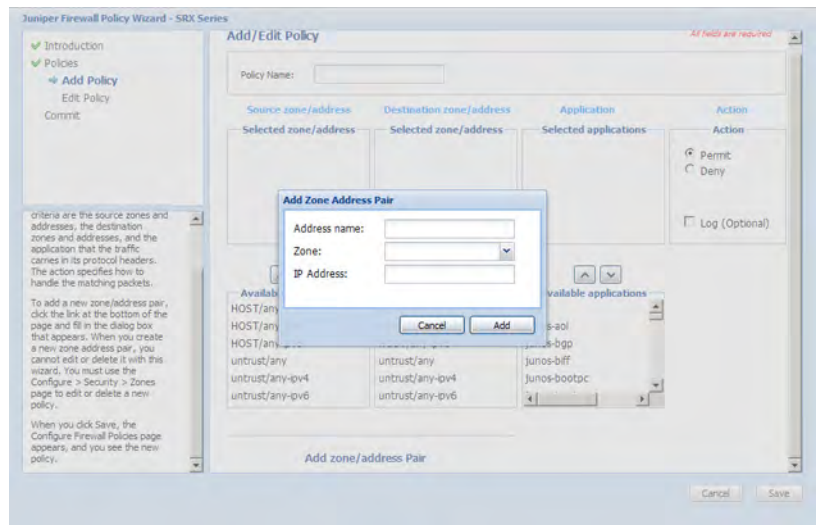 Juniper Firewall Policy Wizard - SRX Series
Introduction
Policies
Add Policy
Edit Policy
Commit
criteria are the source zones and
addresses, the destination
zones and addresses, and the
application that the traffic
carries in its protocol headers.
The action specifies how to
handle the matching packets.
To add a new zone/address pair,
click the link at the bottom of the
page and fill in the dialog box
that appears. When you create
a new zone address pair, you
cannot edit or delete it with this
wizard. You must use the
Configure > Security > Zones
page to edit or delete a new
policy.
When you click Save, the
Configure Firewall Policies page
appears, and you see the new
policy.
Add/Edit Policy
All fields are required
Policy Name:
Source zone/address
Destination zone/address
Application
Action
Selected zone/address
Selected zone/address
Selected applications
Action
Permit
Deny
Log (Optional)
Add Zone Address Pair
Address name:
Zone:
IP Address:
Cancel
Add
Availab
vailable applications
HOST/any
HOST/any
HOST/any
untrust/any
untrust/any-ipv4
untrust/any-ipv6
untrust/any
untrust/any-ipv4
untrust/any-ipv6
s-aol
junos-bgp
junos-biff
junos-bootpc
Add zone/address Pair
Cancel
Save